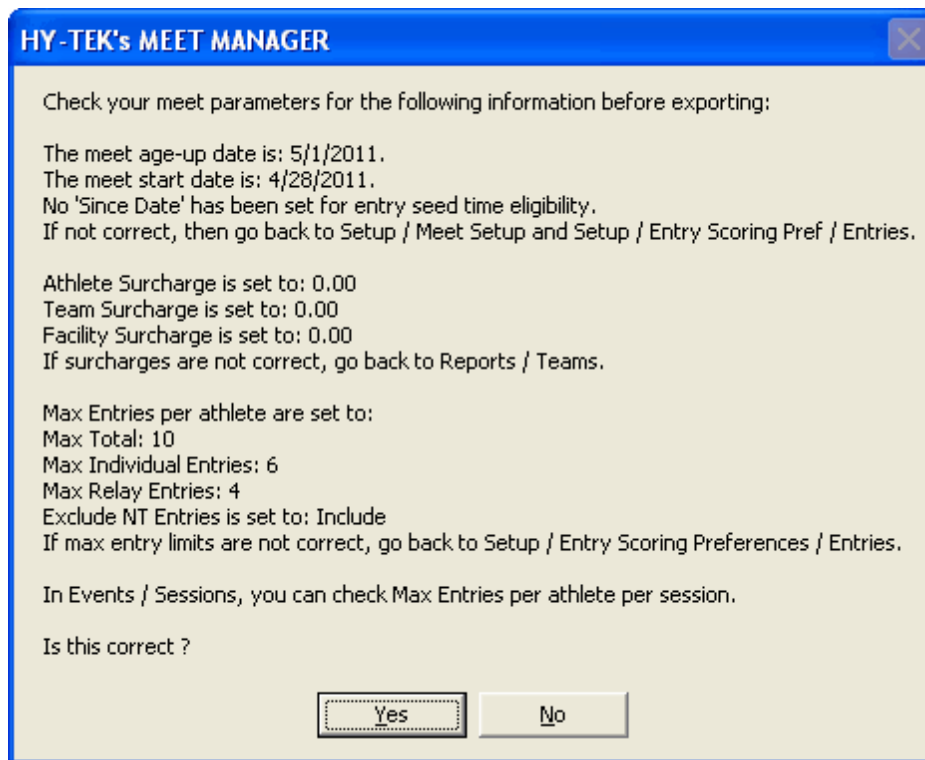 HY-TEK's MEET MANAGER
Check your meet parameters for the following information before exporting:
The meet age-up date is: 5/1/2011.
The meet start date is: 4/28/2011.
No 'Since Date' has been set for entry seed time eligibility.
If not correct, then go back to Setup / Meet Setup and Setup / Entry Scoring Pref / Entries.
Athlete Surcharge is set to: 0.00
Team Surcharge is set to: 0.00
Facility Surcharge is set to: 0.00
If surcharges are not correct, go back to Reports / Teams.
Max Entries per athlete are set to:
Max Total: 10
Max Individual Entries: 6
Max Relay Entries: 4
Exclude NT Entries is set to: Include
If max entry limits are not correct, go back to Setup / Entry Scoring Preferences / Entries.
In Events / Sessions, you can check Max Entries per athlete per session.
Is this correct ?
Yes No